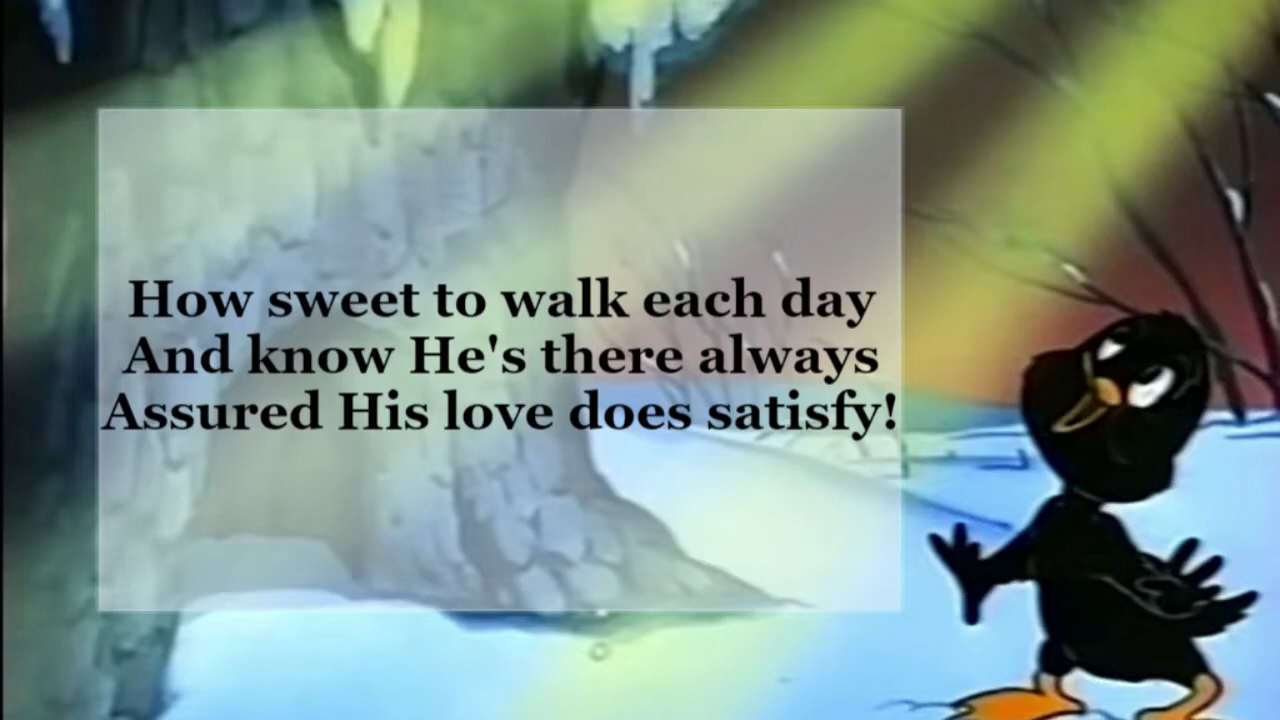 How sweet to walk each day
And know He's there always
Assured His love does satisfy!